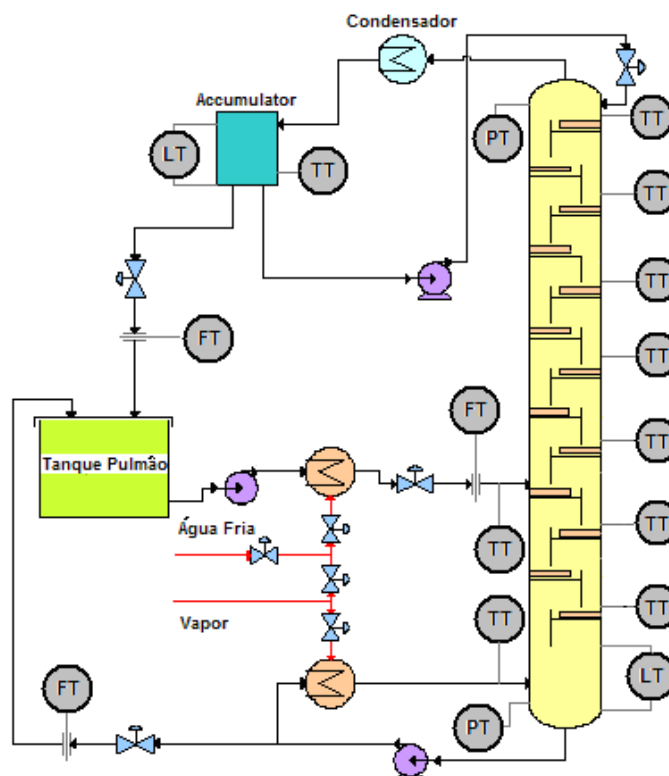 Condensador
Accumulator
TT
PT
LT
TT
TT
TT
FT
TT
FT
Tanque Pulmâo
TT
Água Fria
TT
TT
Vapor
TT
TT
FT
LT
PT